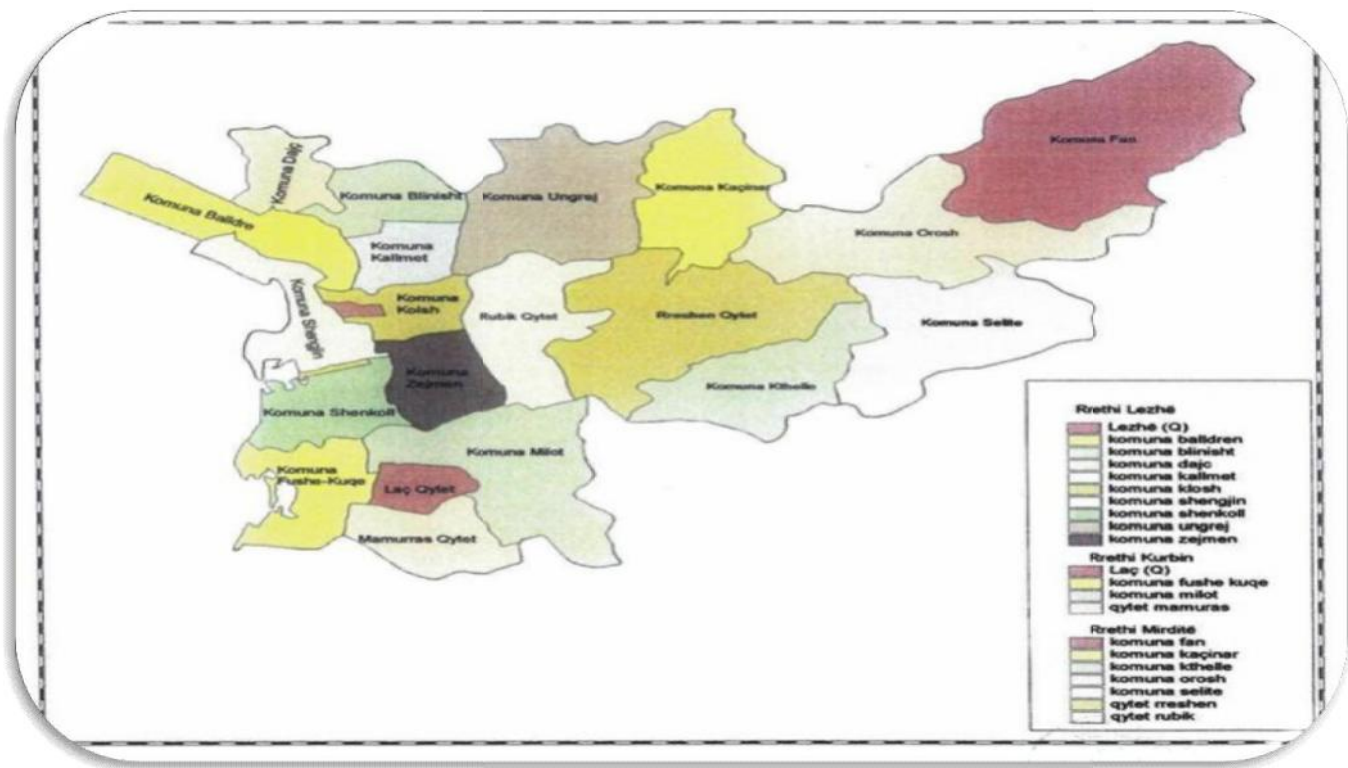 Komuna Fan
Komuna Dajç
Komuna Blinisht
Komuna Ungrej
Komuna Kaçinar
Komuna Balldre
Komuna Orosh
Komuna
Kallmet
Komuna
Kolsh
Komuna Shengjin
Rubik Qytet
Rreshen Qytet
Komuna Selite
Komuna
Zejmen
Komuna Kthelle
Komuna Shenkoll
Komuna Milot
Komuna
Fushe-Kuqe
Laç Qytet
Mamurras Qytet
Rrethi Lezhë
Lezhë (Q)
komuna balldren
komuna blinisht
komuna dajc
komuna kallmet
komuna klosh
komuna shengjin
komuna shenkoll
komuna ungrej
komuna zejmen
Rrethi Kurbin
Laç (Q)
komuna fushe kuqe
komuna milot
qytet mamuras
Rrethi Mirditë
komuna fan
komuna kaçinar
komuna kthelle
komuna orosh
komuna selite
qytet rreshen
qytet rubik